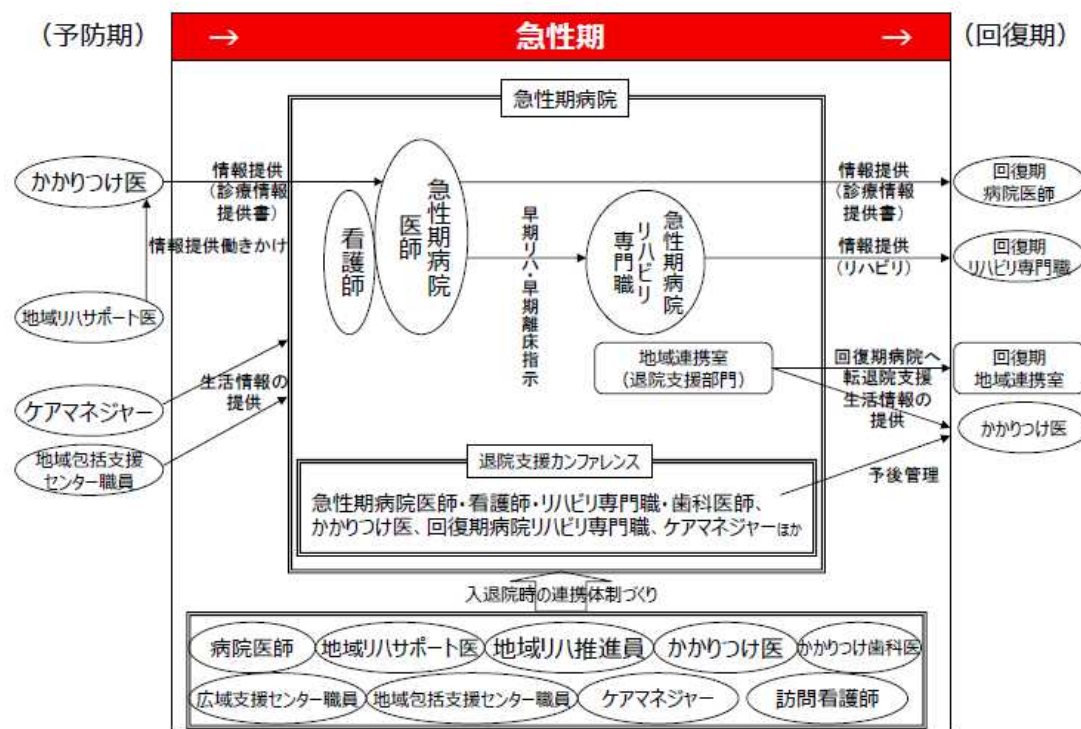 （予防期）
→ 急性期 →
（回復期）
急性期病院
かかりつけ医
情報提供
（診療情報
提供書）
情報提供働きかけ
地域リハサポート医
看護師
急性期病院
医師
早期リハ・早期離床指示
急性期病院
リハビリ
専門職
情報提供
（診療情報
提供書）
回復期
病院医師
情報提供
（リハビリ）
回復期
リハビリ専門職
ケアマネジャー
生活情報の
提供
地域包括支援
センター職員
地域連携室
（退院支援部門）
回復期病院へ
転退院支援
生活情報の
提供
回復期
地域連携室
かかりつけ医
予後管理
退院支援カンファレンス
急性期病院医師・看護師・リハビリ専門職・歯科医師、
かかりつけ医、回復期病院リハビリ専門職、ケアマネジャーほか
入退院時の連携体制づくり
病院医師 地域リハサポート医 地域リハ推進員 かかりつけ医 かかりつけ歯科医
広域支援センター職員 地域包括支援センター職員 ケアマネジャー 訪問看護師